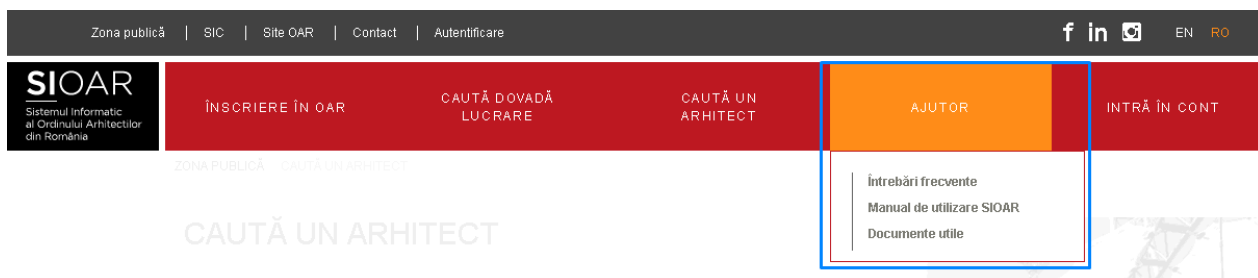 Zona publică | SIC | Site OAR | Contact | Autentificare
EN RO
SIOAR
Sistemul Informatic
al Ordinului Arhitectilor
din România
ÎNSCRIERE ÎN OAR
CAUTĂ DOVADĂ
LUCRARE
CAUTĂ UN
ARHITECT
AJUTOR
INTRĂ ÎN CONT
ZONA PUBLICĂ CAUTĂ UN ARHITECT
Întrebări frecvente
Manual de utilizare SIOAR
Documente utile
CAUTĂ UN ARHITECT